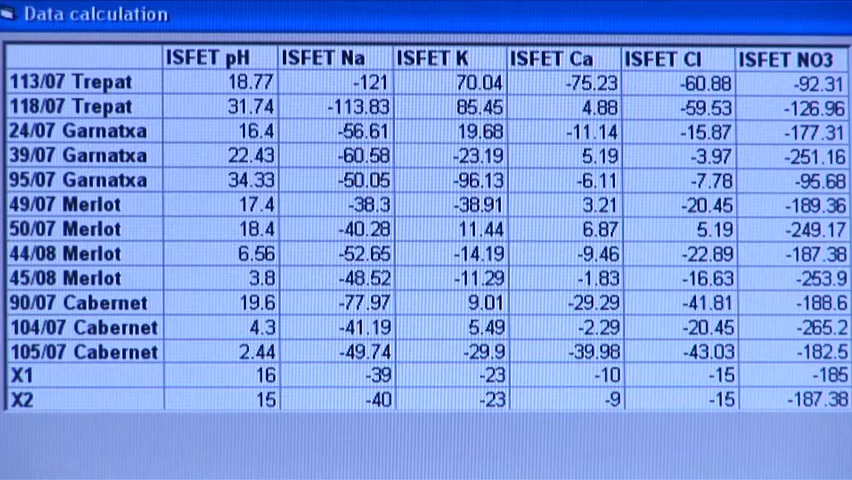 Data calculation
ISFET pH ISFET Na ISFET K ISFET Ca ISFET Cl ISFET NO3
113/07 Trepat 18.77 -121 70.04 -75.23 -60.88 -92.31
118/07 Trepat 31.74 -113.83 85.45 4.88 -59.53 -126.96
24/07 Garnatxa 16.4 -56.61 19.68 -11.14 -15.87 -177.31
39/07 Garnatxa 22.43 -60.58 -23.19 5.19 -3.97 -251.16
95/07 Garnatxa 34.33 -50.05 -96.13 -6.11 -7.78 -95.68
49/07 Merlot 17.4 -38.3 -38.91 3.21 -20.45 -189.36
50/07 Merlot 18.4 -40.28 11.44 6.87 5.19 -249.17
44/08 Merlot 6.56 -52.65 -14.19 -9.46 -22.89 -187.38
45/08 Merlot 3.8 -48.52 -11.29 -1.83 -16.63 -253.9
90/07 Cabernet 19.6 -77.97 9.01 -29.29 -41.81 -188.6
104/07 Cabernet 4.3 -41.19 5.49 -2.29 -20.45 -265.2
105/07 Cabernet 2.44 -49.74 -29.9 -39.98 -43.03 -182.5
X1 16 -39 -23 -10 -15 -185
X2 15 -40 -23 -9 -15 -187.38